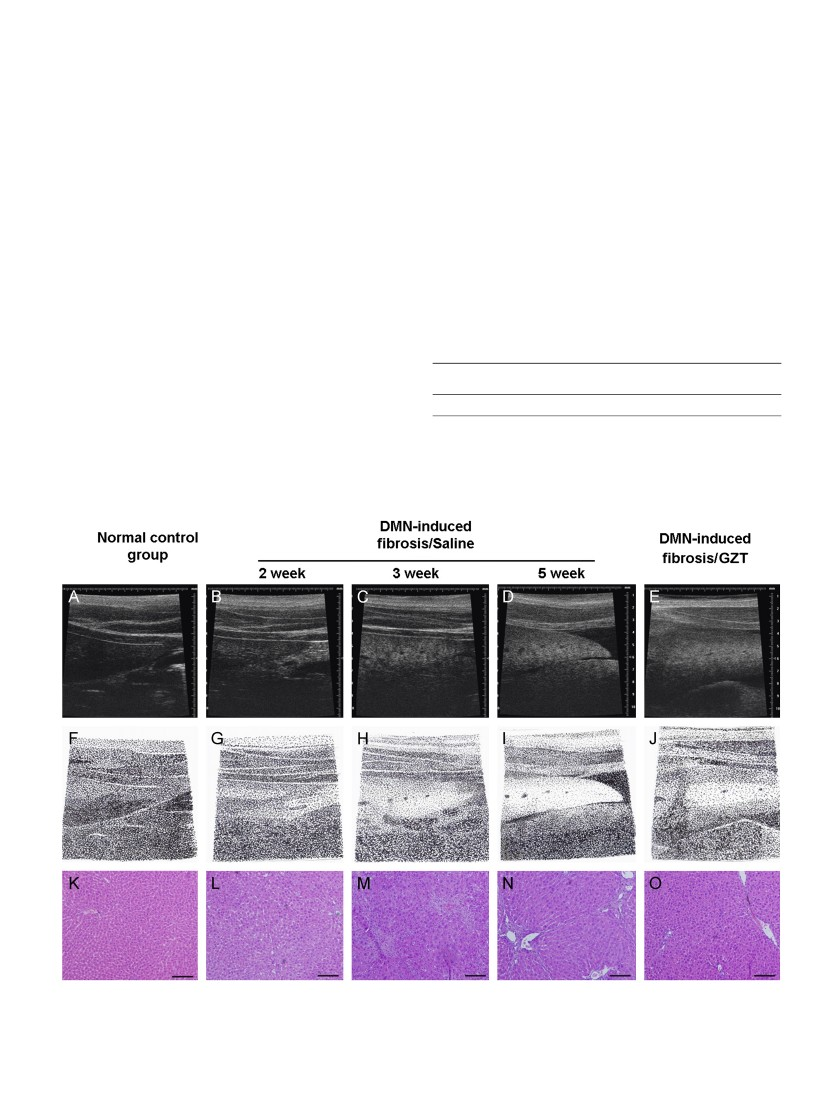 Normal control
group
DMN-induced
fibrosis/Saline
DMN-induced
fibrosis/GZT
2 week
3 week
5 week
A
B
C
D
E
F
G
H
I
J
K
L
M
N
O